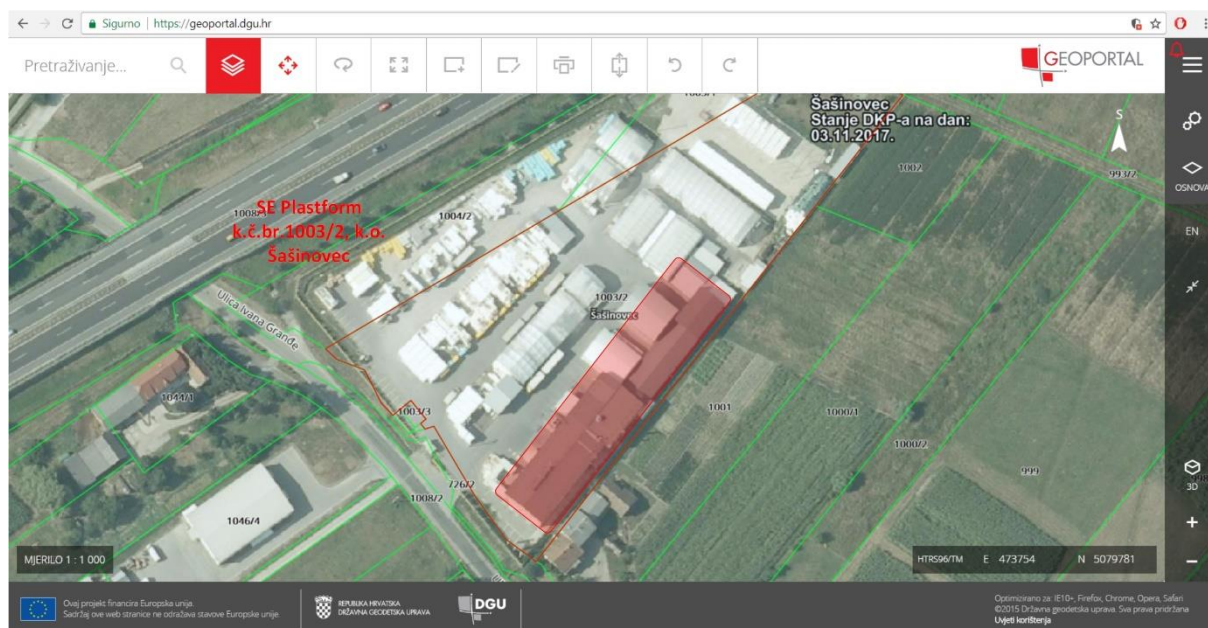 Sigurno | https://geoportal.dgu.hr
Pretraživanje...
GEOPORTAL
Šašinovec
Stanje DKP-a na dan:
03.11.2017.
S
1002
993/2
OSNOVA
SE Plastform
k.č.br.1003/2, k.o.
Šašinovec
1004/2
EN
Ulica Ivana Granđe
1003/2
Šašinovec
1044/1
1003/3
1001
1000/1
1000/2
999
726/2
1008/2
3D
1046/4
MJERILO 1 : 1 000
HTRS96/TM E 473754 N 5079781
Ovaj projekt financira Europska unija.
Sadržaj ove web stranice ne odražava stavove Europske unije.
REPUBLIKA HRVATSKA
DRŽAVNA GEODETSKA UPRAVA
DGU
Optimizirano za: IE10+, Firefox, Chrome, Opera, Safari
©2015 Državna geodetska uprava. Sva prava pridržana
Uvjeti korištenja